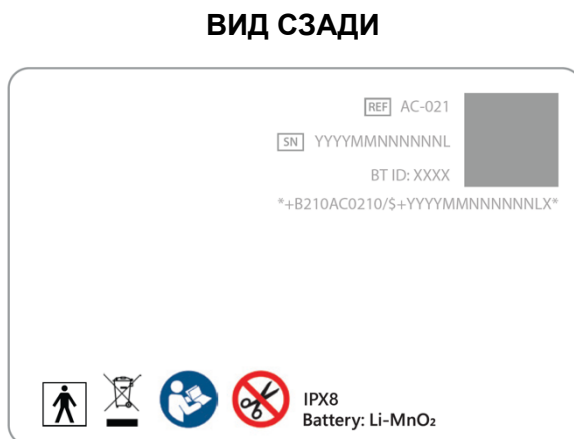 ВИД СЗАДИ
REF AC-021
SN YYYYMMNNNNNNL
BT ID: XXXX
*+B210AC0210/$+YYYYMMNNNNNNLX*
IPX8
Battery: Li-MnO₂